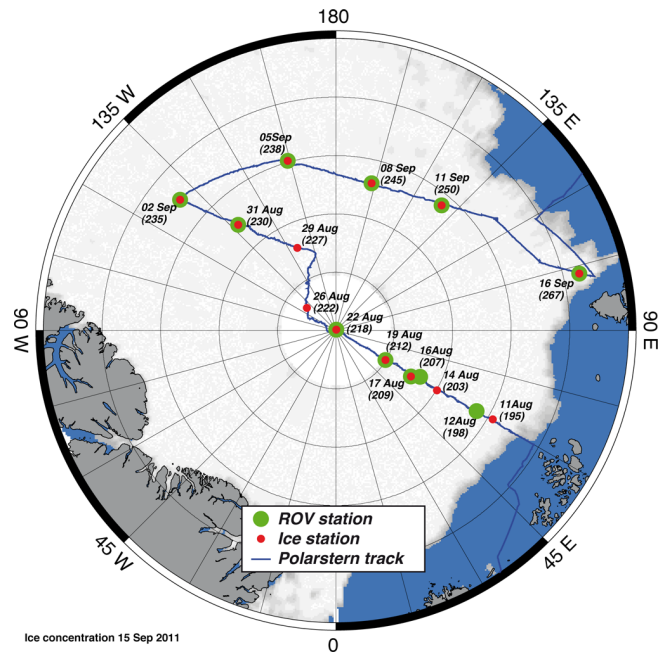 180
135 W
135 E
05Sep
(238)
08 Sep
(245)
11 Sep
(250)
02 Sep
(235)
31 Aug
(230)
29 Aug
(227)
16 Sep
(267)
26 Aug
(222)
90 W
22 Aug
(218)
90 E
19 Aug
(212)
16Aug
(207)
17 Aug
(209)
14 Aug
(203)
11Aug
(195)
12Aug
(198)
ROV station
Ice station
Polarstern track
45 W
45 E
Ice concentration 15 Sep 2011
0